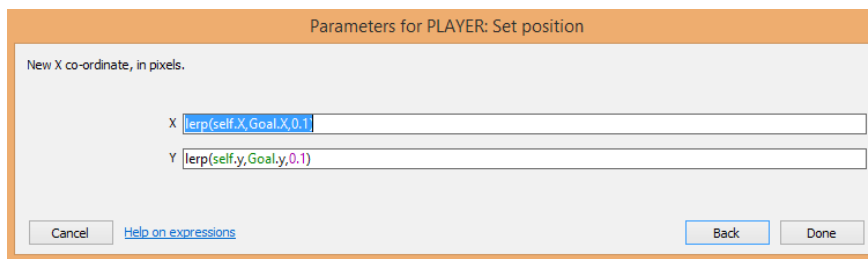 Parameters for PLAYER: Set position
New X co-ordinate, in pixels.
X lerp(self.X,Goal.X,0.1)
Y lerp(self.y,Goal.y,0.1)
Cancel Help on expressions Back Done